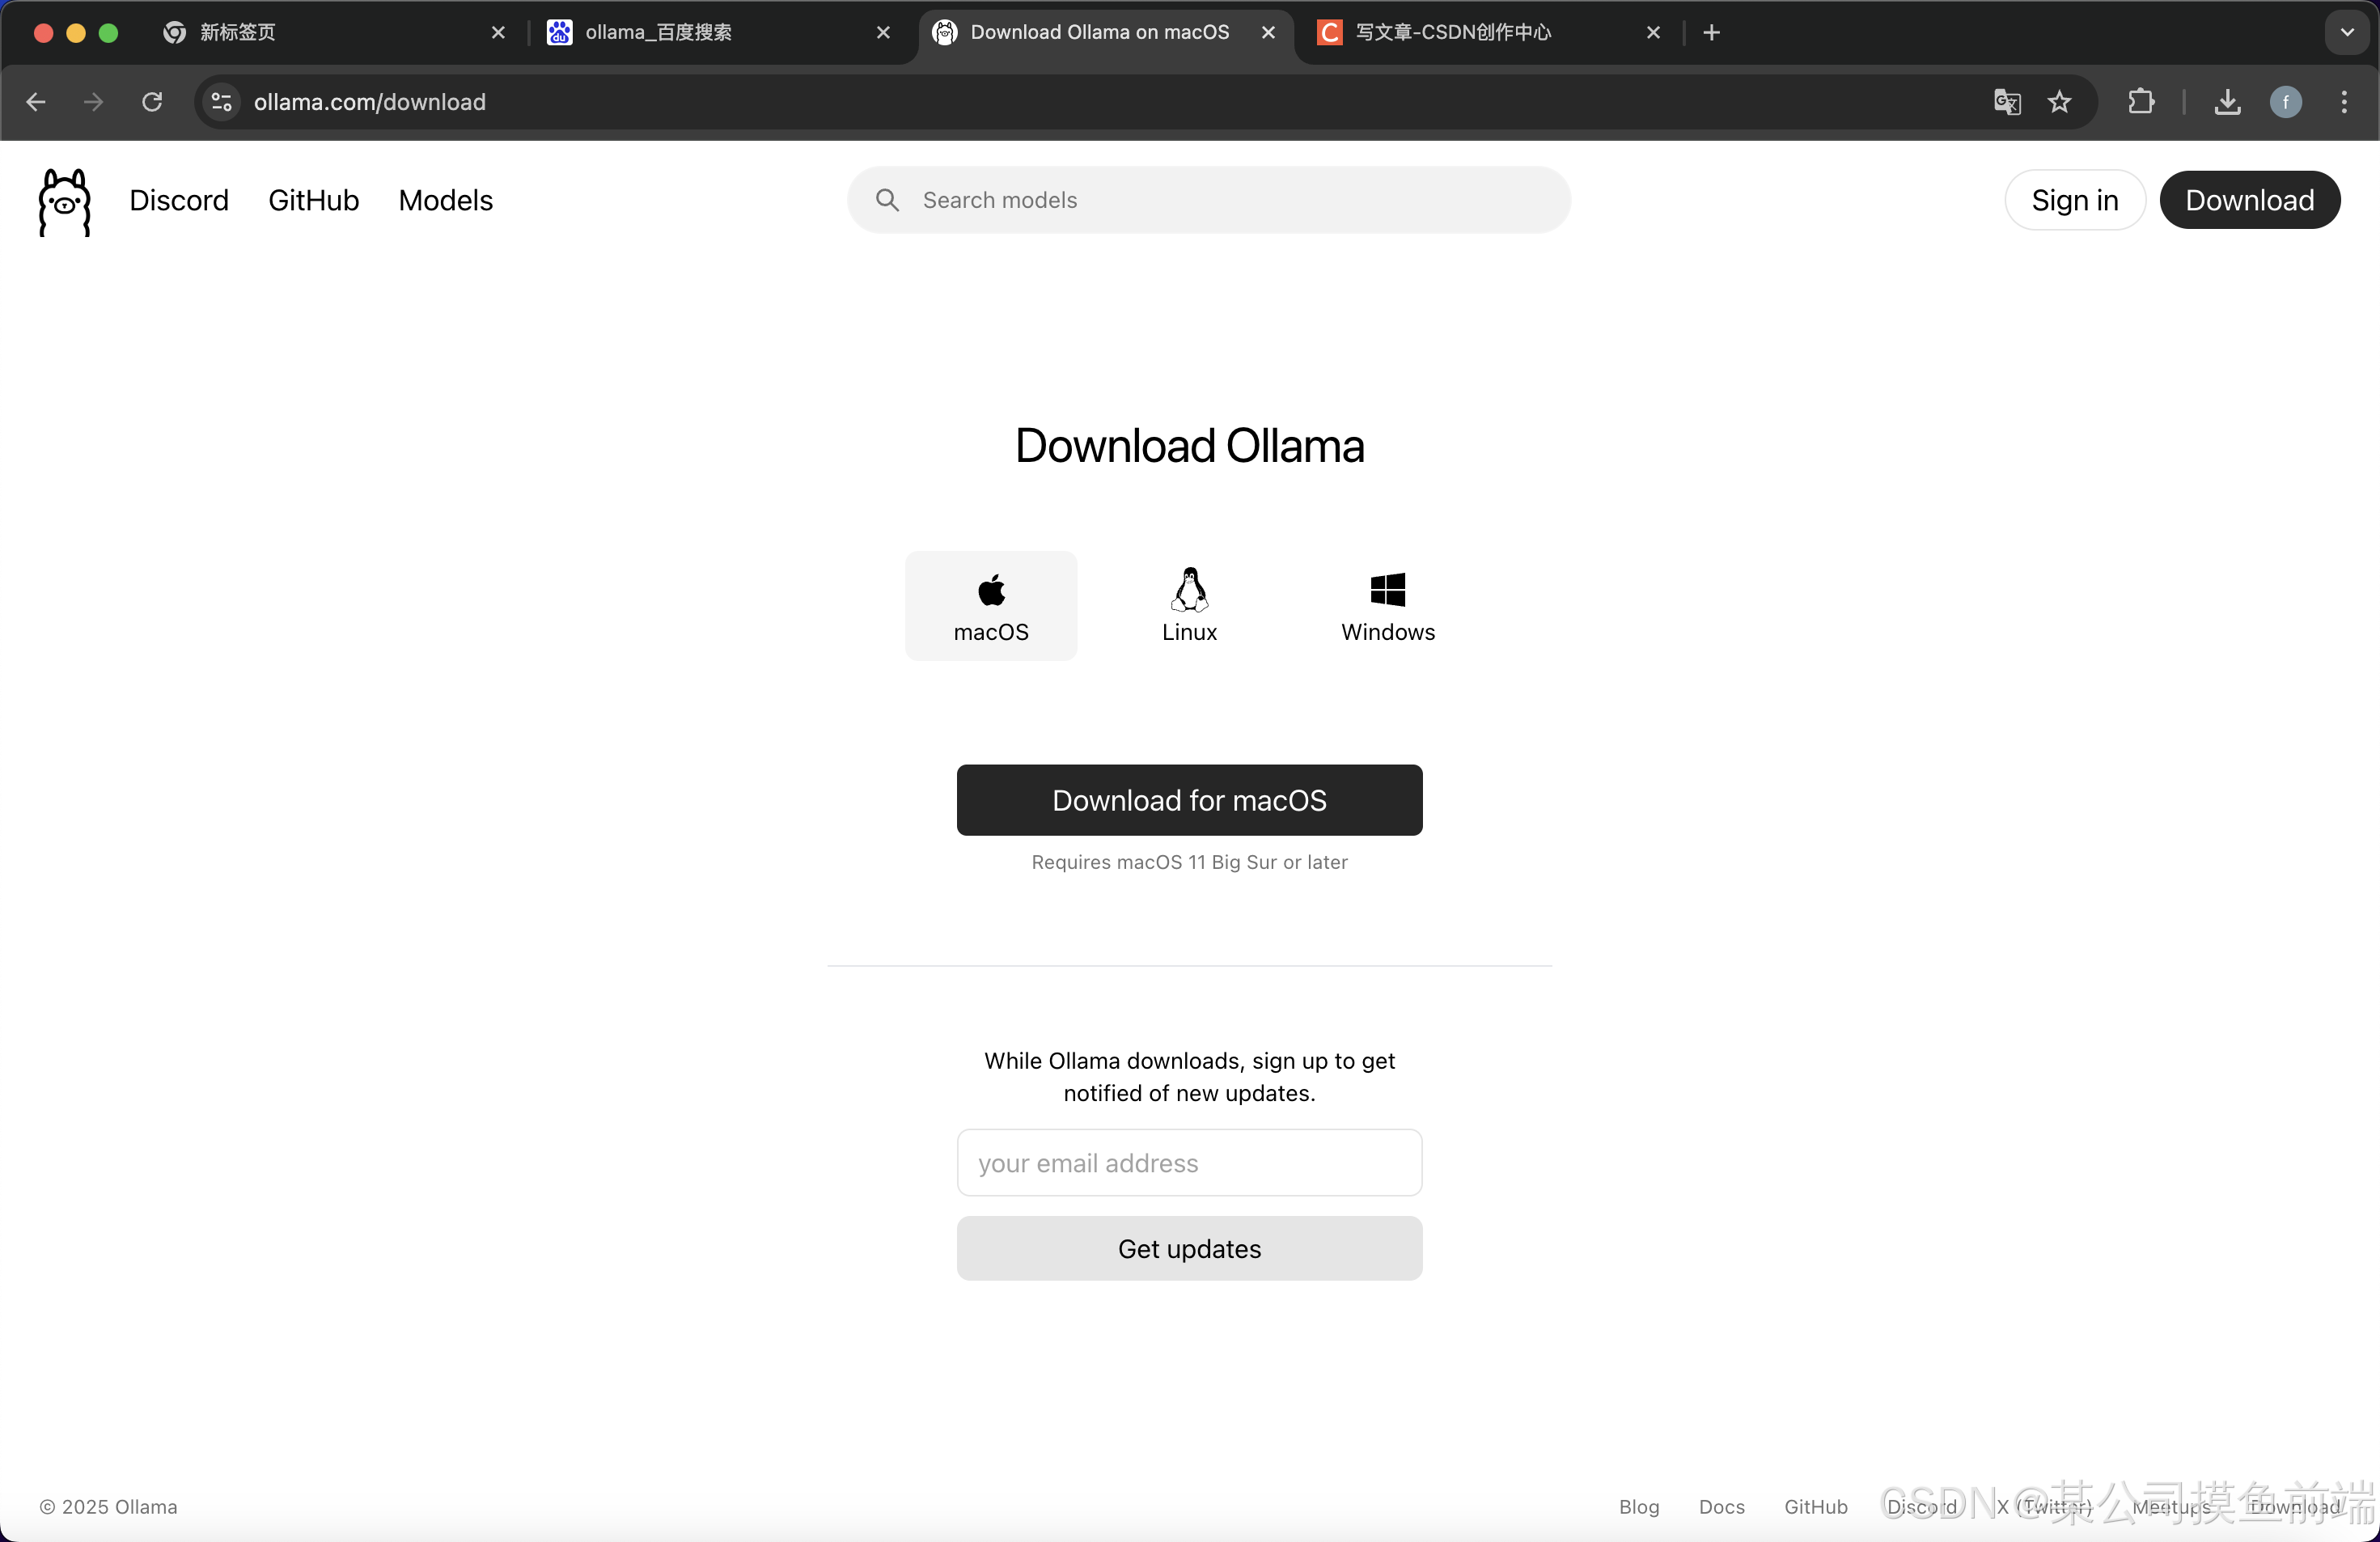 新标签页
ollama_百度搜索
Download Ollama on macOS
写文章-CSDN创作中心
ollama.com/download
f
Discord
GitHub
Models
Search models
Sign in
Download
Download Ollama
macOS
Linux
Windows
Download for macOS
Requires macOS 11 Big Sur or later
While Ollama downloads, sign up to get
notified of new updates.
your email address
Get updates
© 2025 Ollama
Blog
Docs
GitHub
Discord
X (Twitter)
Meetups
Download
CSDN @某公司摸鱼前端